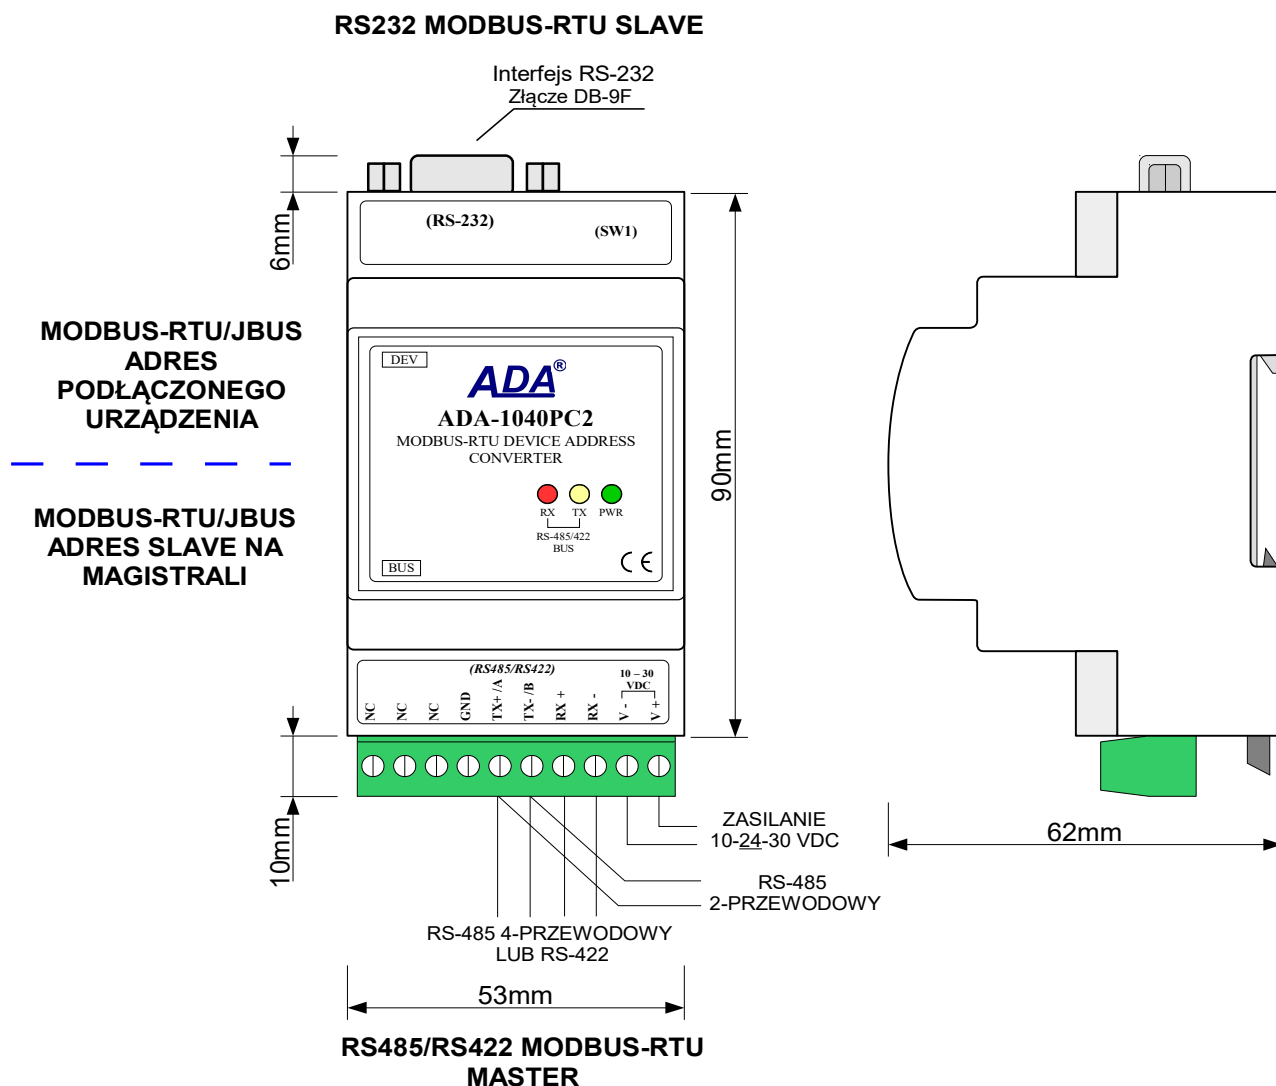 RS232 MODBUS-RTU SLAVE
Interfejs RS-232
Złącze DB-9F
6mm
(RS-232)
(SW1)
MODBUS-RTU/JBUS
ADRES
PODŁĄCZONEGO
URZĄDZENIA
MODBUS-RTU/JBUS
ADRES SLAVE NA
MAGISTRALI
DEV
ADA®
ADA-1040PC2
MODBUS-RTU DEVICE ADDRESS
CONVERTER
RX TX PWR
RS-485/422
BUS
BUS
CE
90mm
(RS485/RS422)
10 – 30
VDC
NC
NC
NC
GND
TX+ /A
TX- /B
RX +
RX -
V -
V +
10mm
ZASILANIE
10-24-30 VDC
RS-485
2-PRZEWODOWY
RS-485 4-PRZEWODOWY
LUB RS-422
53mm
62mm
RS485/RS422 MODBUS-RTU
MASTER